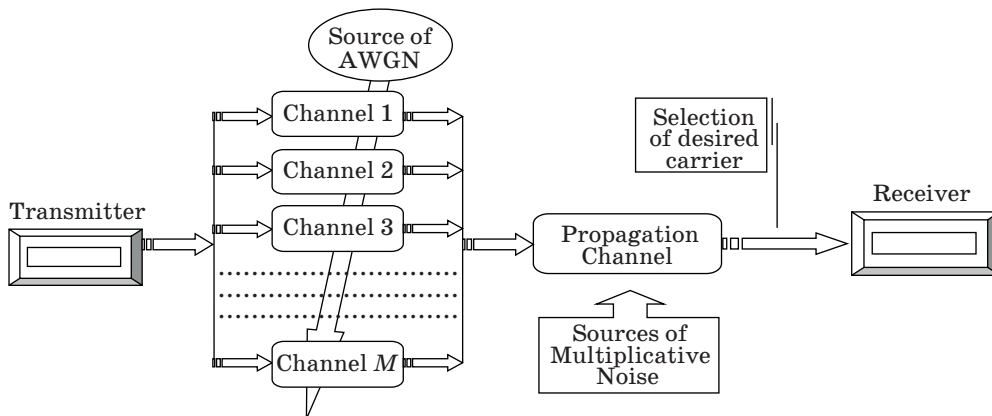 Source of
AWGN
Channel 1
Channel 2
Channel 3
Channel M
Transmitter
Propagation
Channel
Selection
of desired
carrier
Receiver
Sources of
Multiplicative
Noise